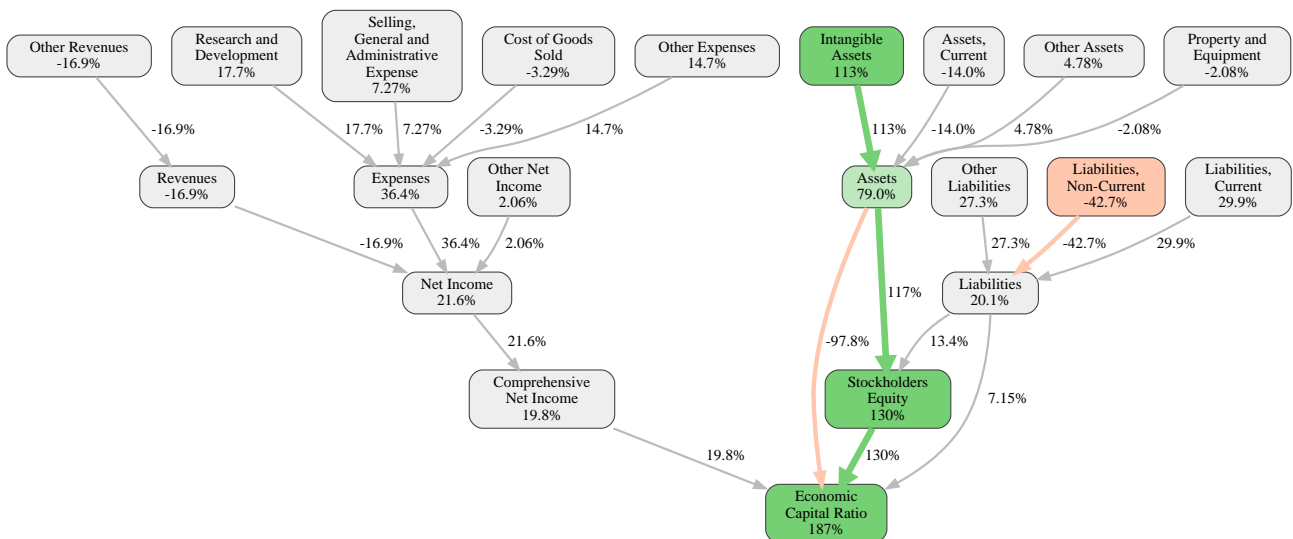 Other Revenues
-16.9%
Research and
Development
17.7%
Selling,
General and
Administrative
Expense
7.27%
Cost of Goods
Sold
-3.29%
Other Expenses
14.7%
Intangible
Assets
113%
Assets,
Current
-14.0%
Other Assets
4.78%
Property and
Equipment
-2.08%
-16.9%
17.7%
7.27%
-3.29%
14.7%
113%
-14.0%
4.78%
-2.08%
Revenues
-16.9%
Expenses
36.4%
Other Net
Income
2.06%
Assets
79.0%
Other
Liabilities
27.3%
Liabilities,
Non-Current
-42.7%
Liabilities,
Current
29.9%
-16.9%
36.4%
2.06%
27.3%
-42.7%
29.9%
Net Income
21.6%
117%
Liabilities
20.1%
21.6%
-97.8%
13.4%
Comprehensive
Net Income
19.8%
Stockholders
Equity
130%
7.15%
19.8%
130%
Economic
Capital Ratio
187%